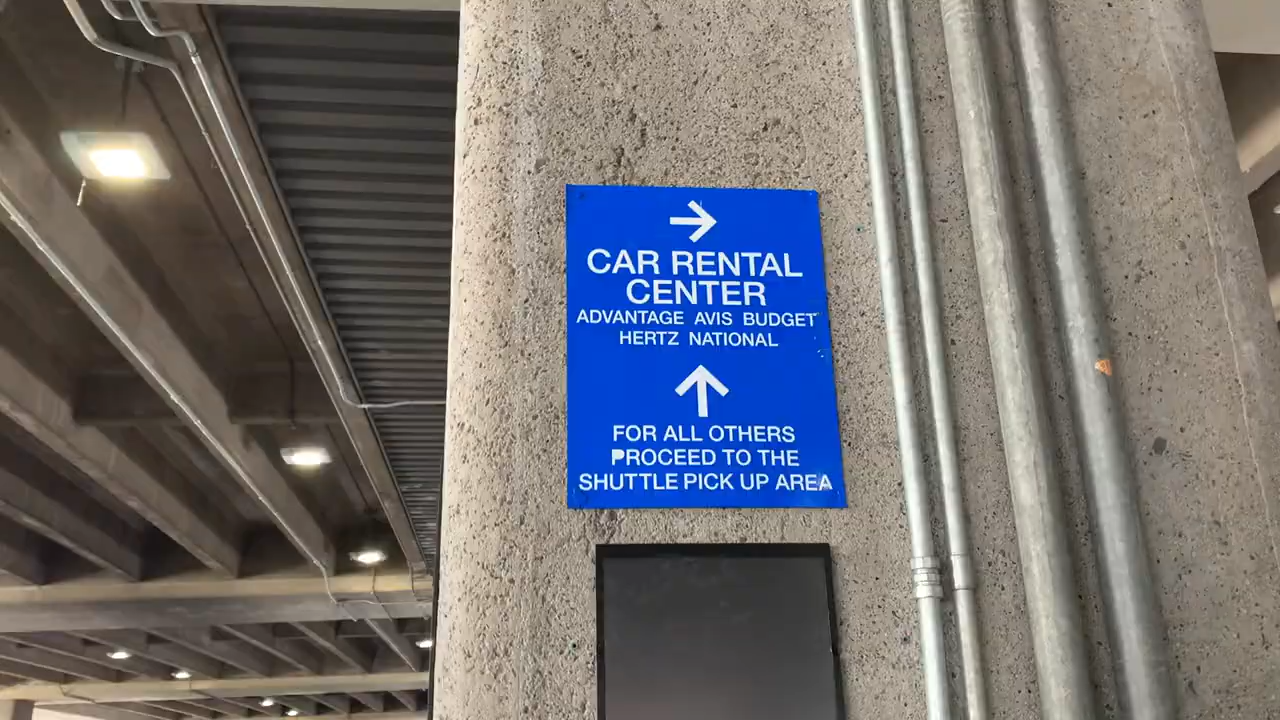 CAR RENTAL
CENTER
ADVANTAGE AVIS BUDGET
HERTZ NATIONAL
FOR ALL OTHERS
PROCEED TO THE
SHUTTLE PICK UP AREA